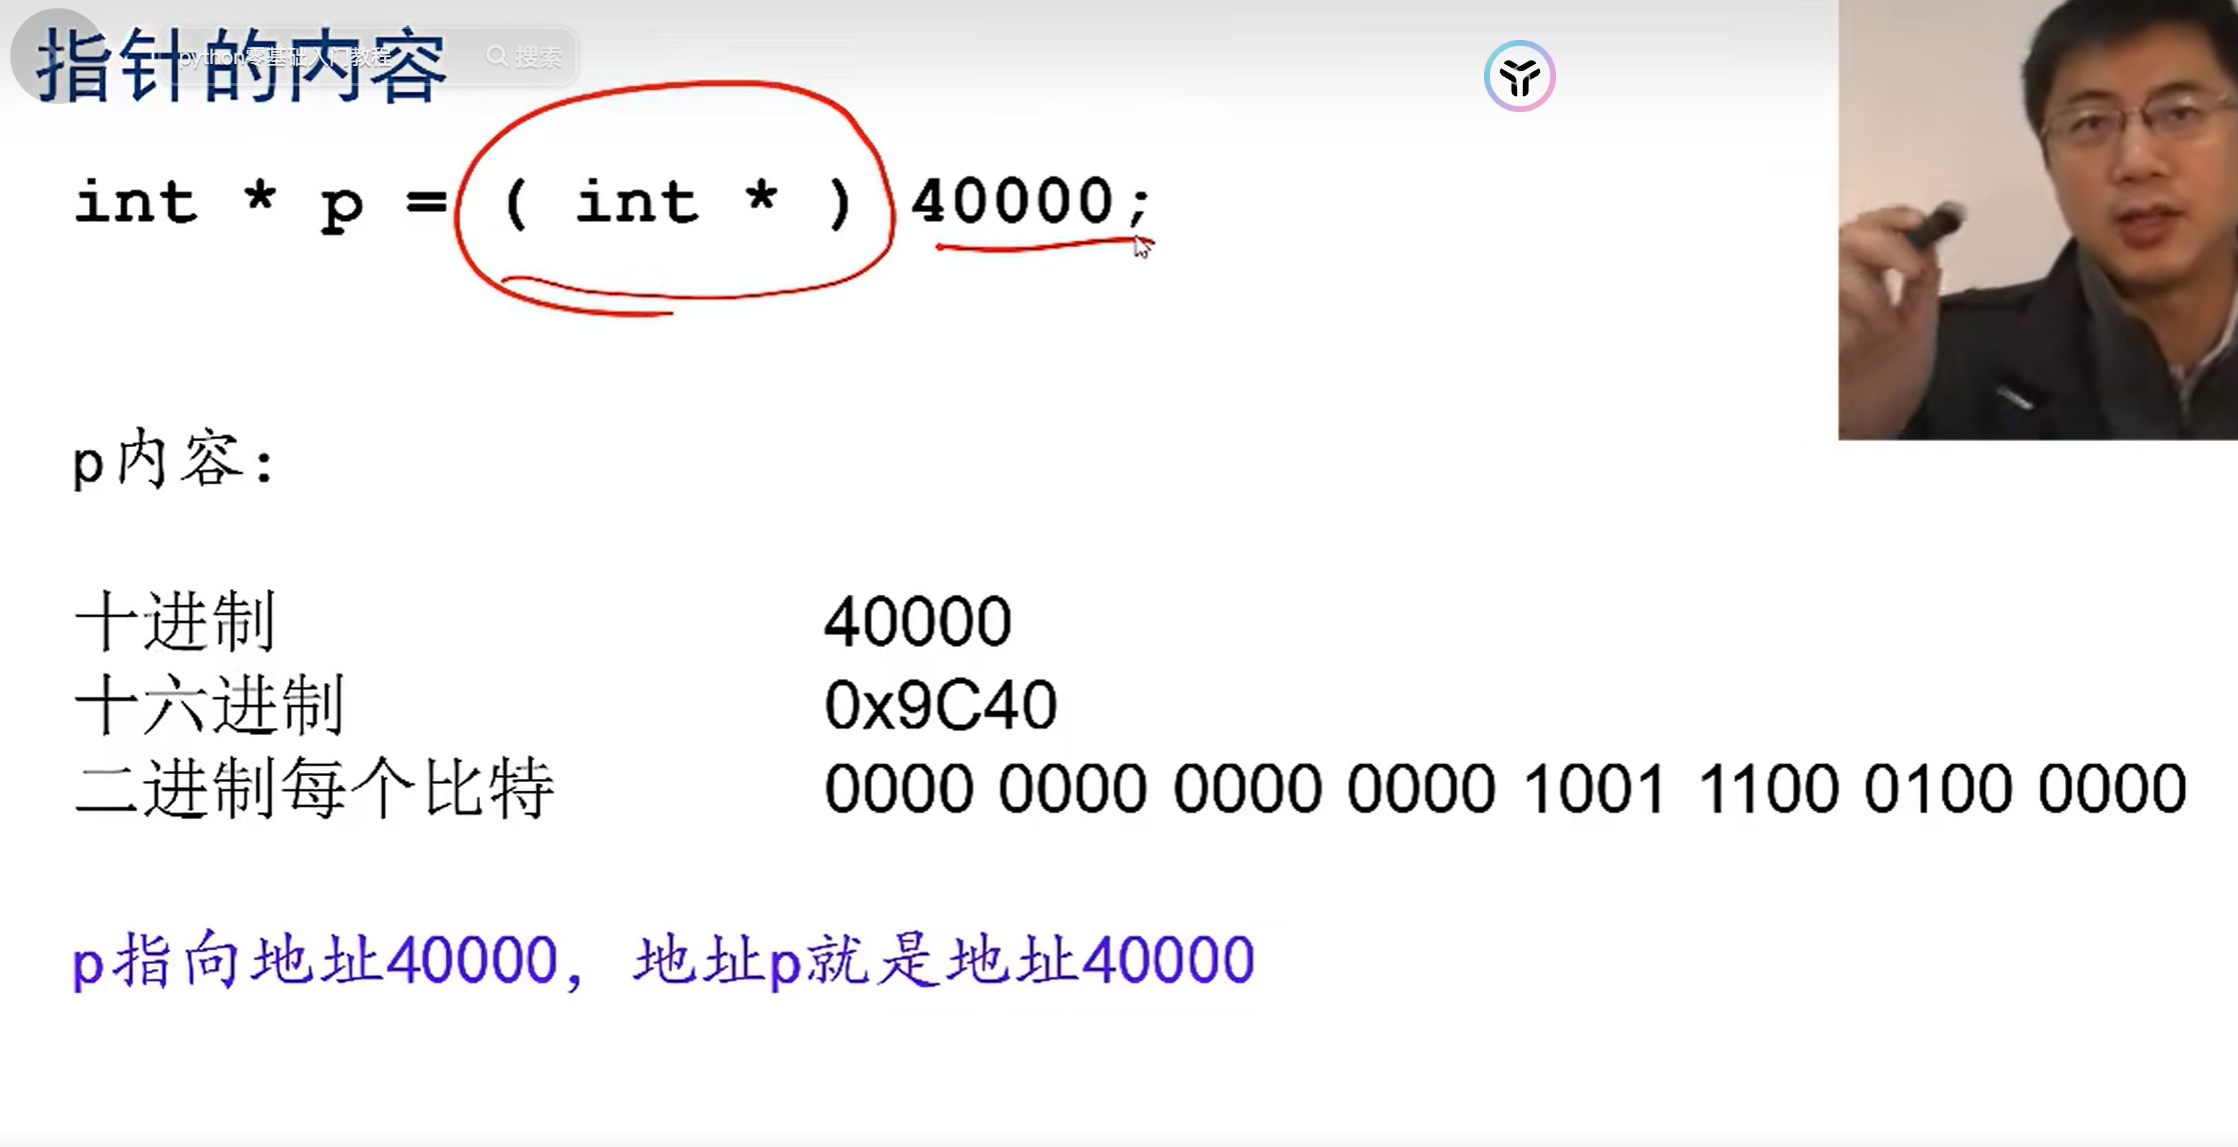 指针的内容
python零基础入门教程
搜索
int * p = ( int * ) 40000;
p内容:
十进制 40000
十六进制 0x9C40
二进制每个比特 0000 0000 0000 0000 1001 1100 0100 0000
p指向地址40000，地址p就是地址40000